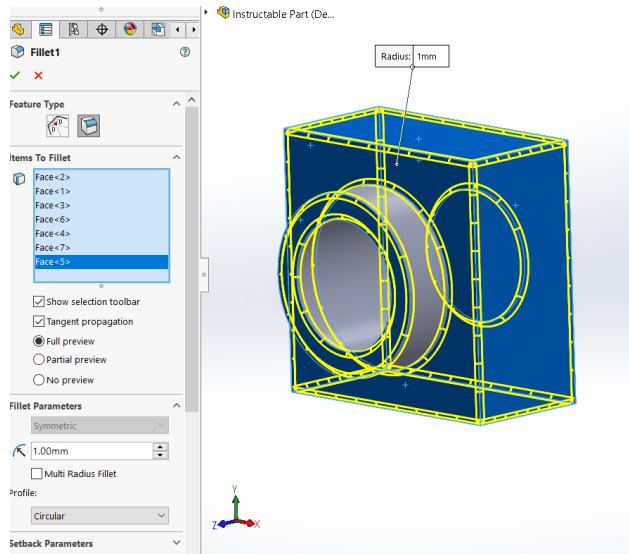 Instructable Part (De...
Fillet1
Radius: 1mm
Feature Type
Items To Fillet
Face<2>
Face<1>
Face<3>
Face<6>
Face<4>
Face<7>
Face<5>
Show selection toolbar
Tangent propagation
Full preview
Partial preview
No preview
Fillet Parameters
Symmetric
1.00mm
Multi Radius Fillet
Profile:
Circular
Setback Parameters
Y
Z
X